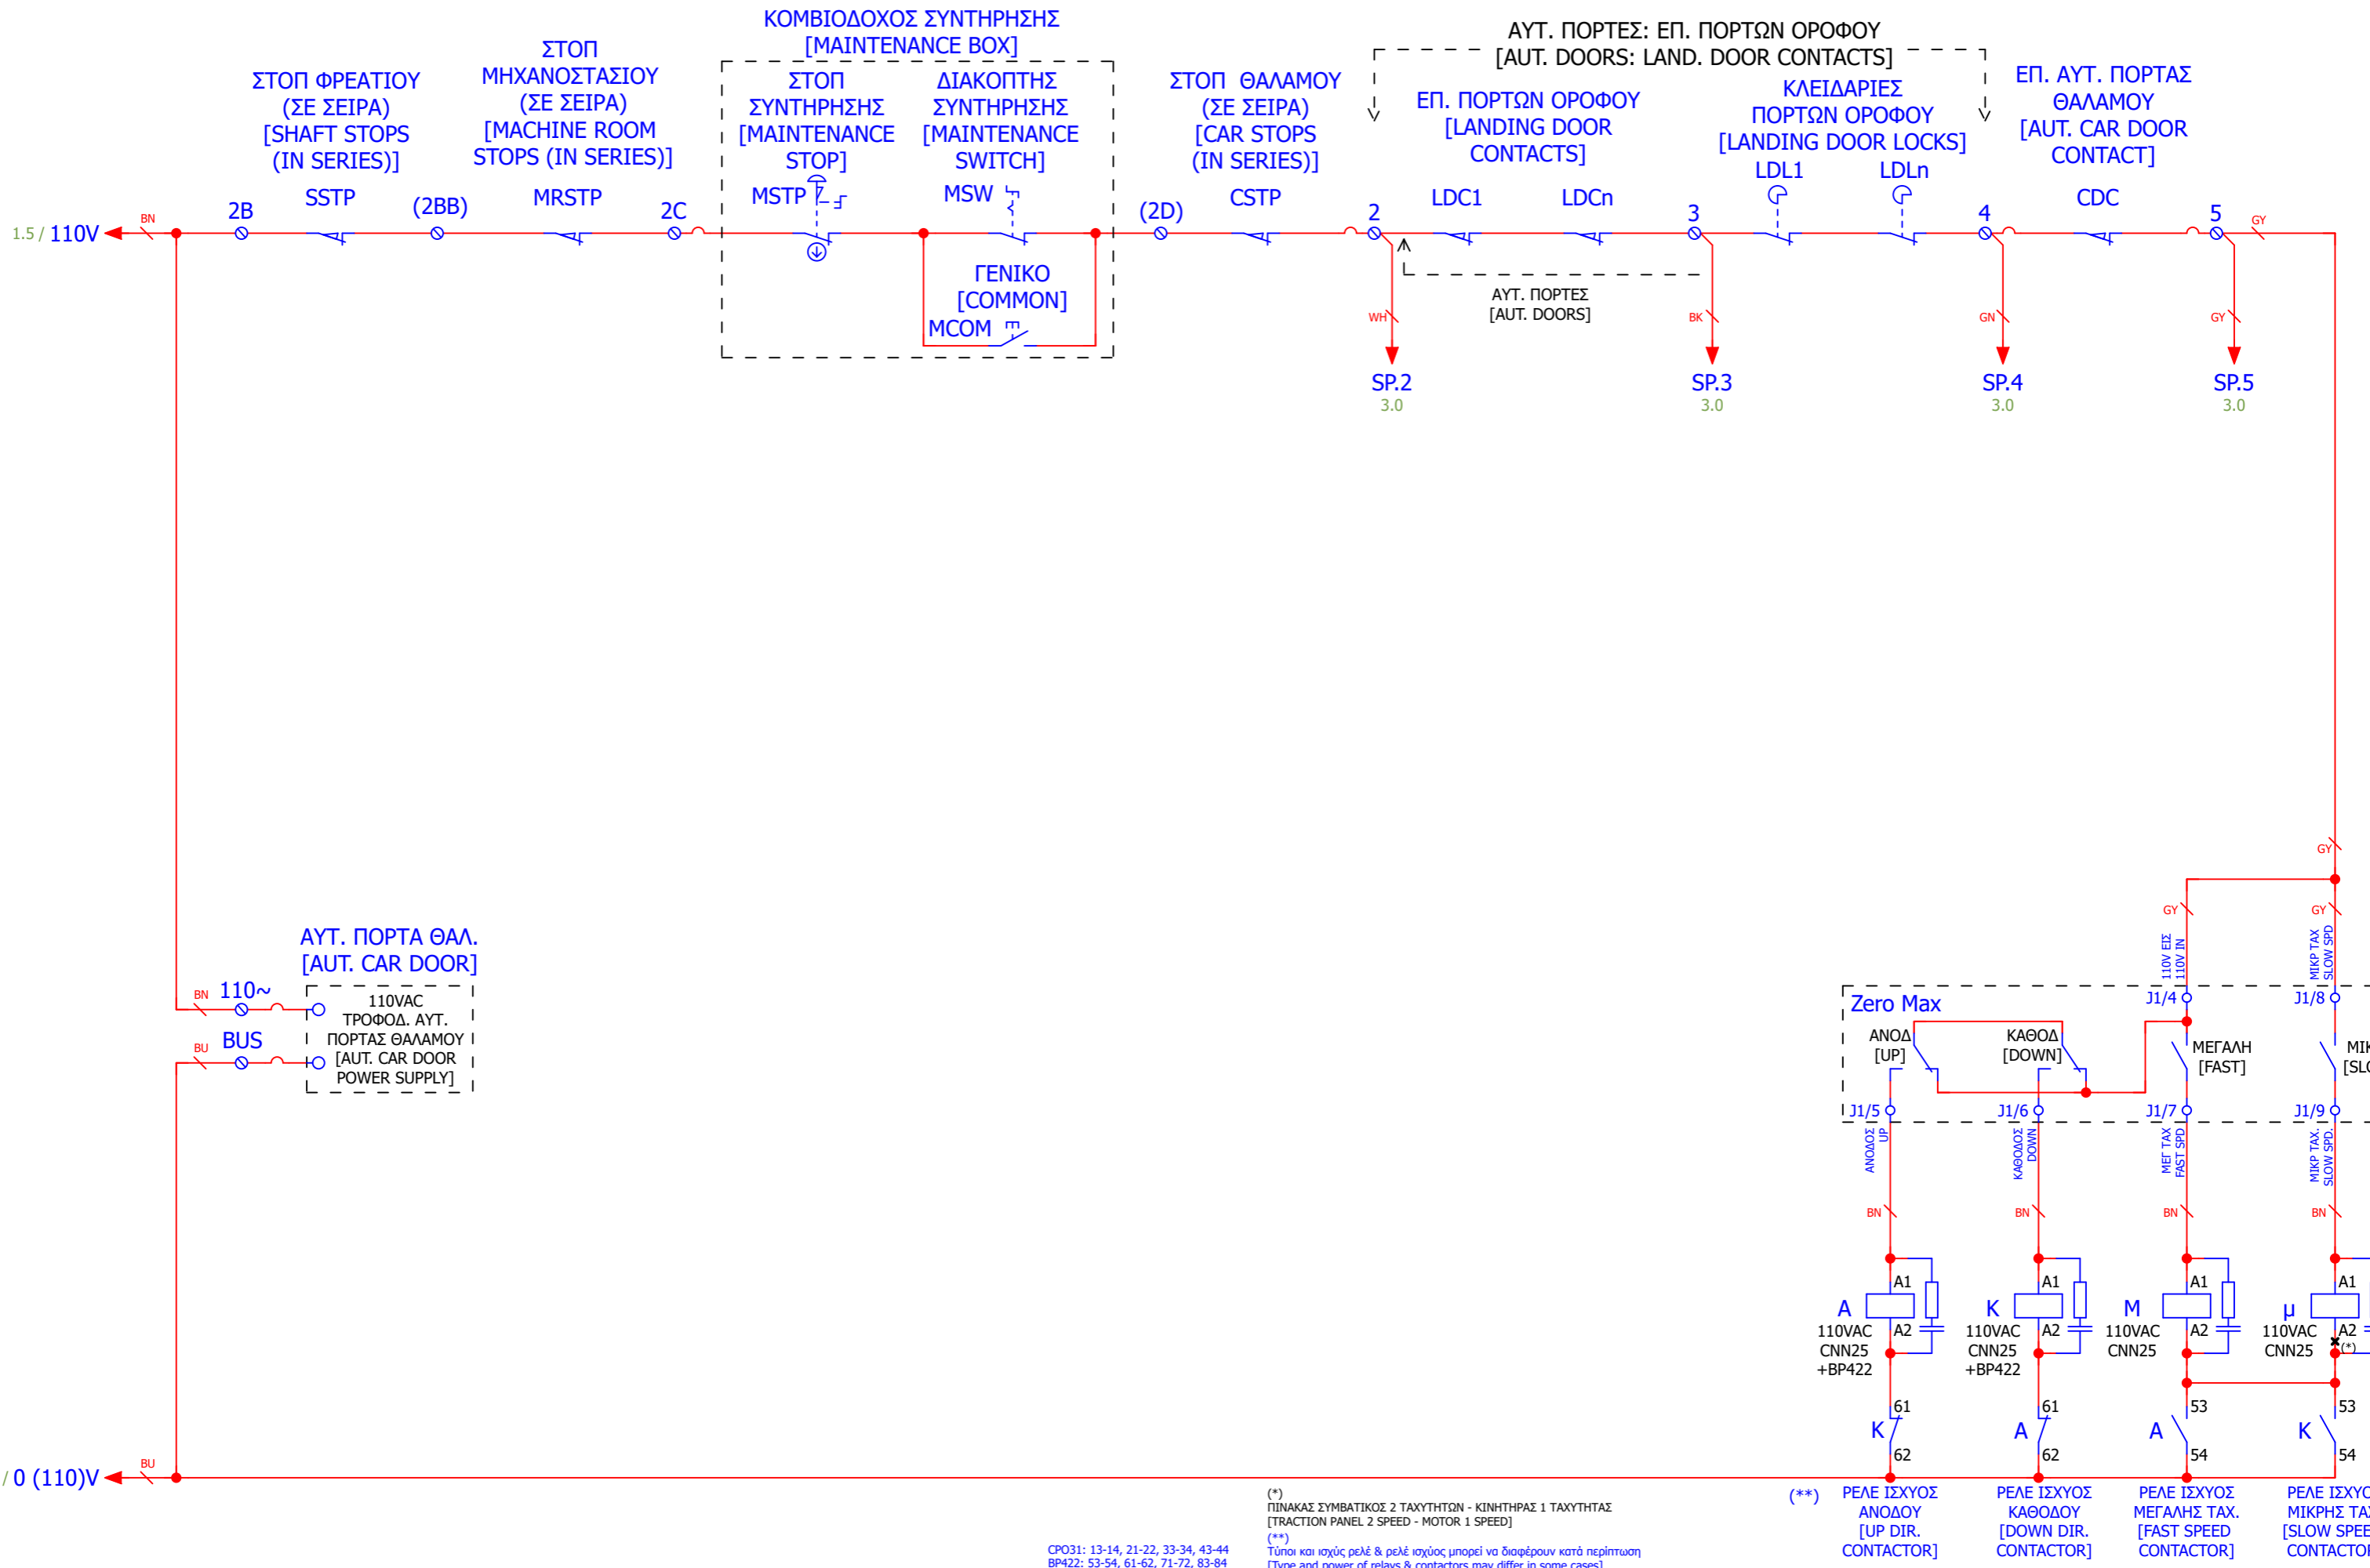 ΚΟΜΒΙΟΔΟΧΟΣ ΣΥΝΤΗΡΗΣΗΣ
[MAINTENANCE BOX]
ΑΥΤ. ΠΟΡΤΕΣ: ΕΠ. ΠΟΡΤΩΝ ΟΡΟΦΟΥ
[AUT. DOORS: LAND. DOOR CONTACTS]
ΣΤΟΠ ΦΡΕΑΤΙΟΥ
(ΣΕ ΣΕΙΡΑ)
[SHAFT STOPS
(IN SERIES)]
SSTP
ΣΤΟΠ
ΜΗΧΑΝΟΣΤΑΣΙΟΥ
(ΣΕ ΣΕΙΡΑ)
[MACHINE ROOM
STOPS (IN SERIES)]
MRSTP
ΣΤΟΠ
ΣΥΝΤΗΡΗΣΗΣ
[MAINTENANCE
STOP]
MSTP
ΔΙΑΚΟΠΤΗΣ
ΣΥΝΤΗΡΗΣΗΣ
[MAINTENANCE
SWITCH]
MSW
ΣΤΟΠ ΘΑΛΑΜΟΥ
(ΣΕ ΣΕΙΡΑ)
[CAR STOPS
(IN SERIES)]
CSTP
ΕΠ. ΠΟΡΤΩΝ ΟΡΟΦΟΥ
[LANDING DOOR
CONTACTS]
LDC1
LDCn
ΚΛΕΙΔΑΡΙΕΣ
ΠΟΡΤΩΝ ΟΡΟΦΟΥ
[LANDING DOOR LOCKS]
LDL1
LDLn
ΕΠ. ΑΥΤ. ΠΟΡΤΑΣ
ΘΑΛΑΜΟΥ
[AUT. CAR DOOR
CONTACT]
CDC
1.5 / 110V
BN
2B
(2BB)
2C
(2D)
2
3
4
5
GY
ΓΕΝΙΚΟ
[COMMON]
MCOM
ΑΥΤ. ΠΟΡΤΕΣ
[AUT. DOORS]
WH
BK
GN
GY
SP.2
3.0
SP.3
3.0
SP.4
3.0
SP.5
3.0
GY
GY
GY
110V ΕΙΣ
110V IN
ΜΙΚΡ ΤΑΧ
SLOW SPD
ΑΥΤ. ΠΟΡΤΑ ΘΑΛ.
[AUT. CAR DOOR]
BN
110~
BU
BUS
110VAC
ΤΡΟΦΟΔ. ΑΥΤ.
ΠΟΡΤΑΣ ΘΑΛΑΜΟΥ
[AUT. CAR DOOR
POWER SUPPLY]
Zero Max
J1/4
J1/8
ΑΝΟΔ
[UP]
ΚΑΘΟΔ
[DOWN]
ΜΕΓΑΛΗ
[FAST]
J1/5
J1/6
J1/7
J1/9
ΑΝΟΔΟΣ
UP
ΚΑΘΟΔΟΣ
DOWN
ΜΕΓ ΤΑΧ
FAST SPD
ΜΙΚΡ ΤΑΧ.
SLOW SPD.
BN
BN
BN
BN
A1
A
110VAC
CNN25
+BP422
A2
A1
K
110VAC
CNN25
+BP422
A2
A1
M
110VAC
CNN25
A2
A1
μ
110VAC
CNN25
A2
(*)
61
K
62
61
A
62
53
A
54
53
K
54
/ 0 (110)V
BU
(*)
ΠΙΝΑΚΑΣ ΣΥΜΒΑΤΙΚΟΣ 2 ΤΑΧΥΤΗΤΩΝ - ΚΙΝΗΤΗΡΑΣ 1 ΤΑΧΥΤΗΤΑΣ
[TRACTION PANEL 2 SPEED - MOTOR 1 SPEED]
(**)
Τύποι και ισχύς ρελέ & ρελέ ισχύος μπορεί να διαφέρουν κατά περίπτωση
[Type and power of relays & contactors may differ in some cases]
CPO31: 13-14, 21-22, 33-34, 43-44
BP422: 53-54, 61-62, 71-72, 83-84
(**)
ΡΕΛΕ ΙΣΧΥΟΣ
ΑΝΟΔΟΥ
[UP DIR.
CONTACTOR]
ΡΕΛΕ ΙΣΧΥΟΣ
ΚΑΘΟΔΟΥ
[DOWN DIR.
CONTACTOR]
ΡΕΛΕ ΙΣΧΥΟΣ
ΜΕΓΑΛΗΣ ΤΑΧ.
[FAST SPEED
CONTACTOR]
ΡΕΛΕ
ΜΙΚΡΗΣ
[SLOW